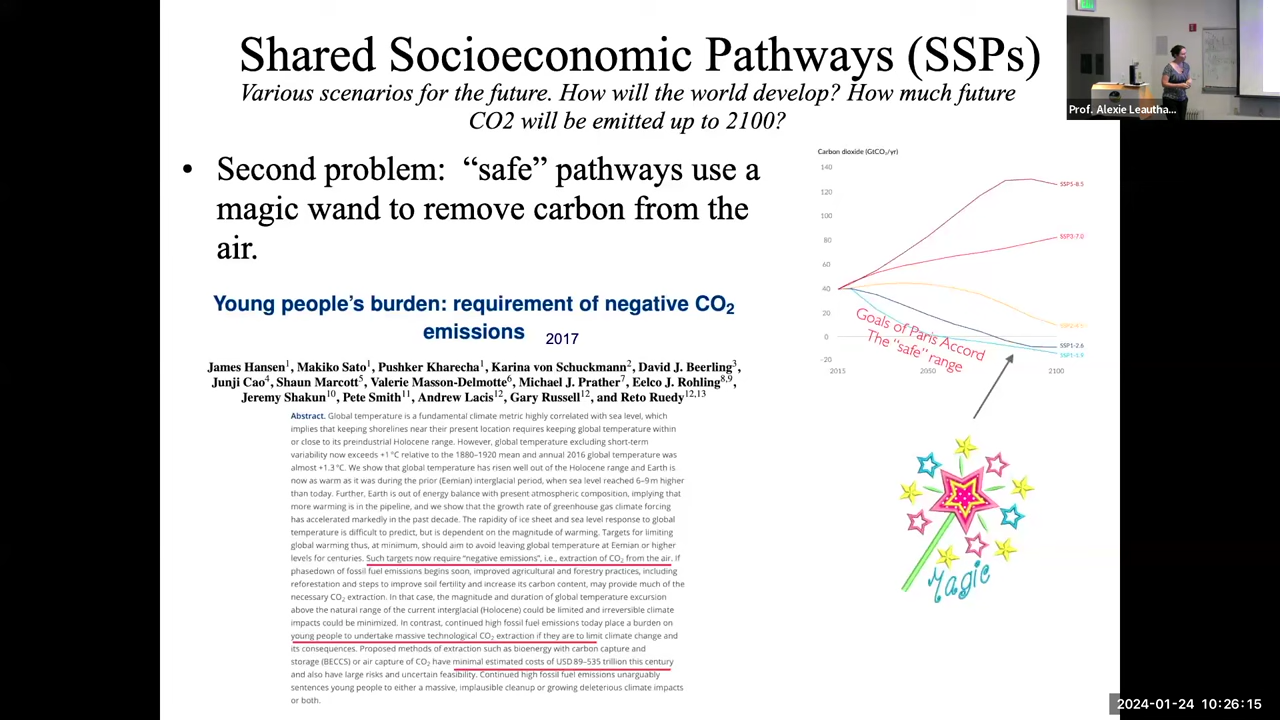 Shared Socioeconomic Pathways (SSPs)
Various scenarios for the future. How will the world develop? How much future
CO2 will be emitted up to 2100?
• Second problem: “safe” pathways use a
magic wand to remove carbon from the
air.
Young people’s burden: requirement of negative CO2
emissions 2017
James Hansen1, Makiko Sato1, Pushker Kharecha1, Karina von Schuckmann2, David J. Beerling3,
Junji Cao4, Shaun Marcott5, Valerie Masson-Delmotte6, Michael J. Prather7, Eelco J. Rohling8,9,
Jeremy Shakun10, Pete Smith11, Andrew Lacis12, Gary Russell12, and Reto Ruedy12,13
Abstract. Global temperature is a fundamental climate metric highly correlated with sea level, which
implies that keeping shorelines near their present location requires keeping global temperature within
or close to its preindustrial Holocene range. However, global temperature excluding short-term
variability now exceeds +1 °C relative to the 1880–1920 mean and annual 2016 global temperature was
almost +1.3 °C. We show that global temperature has risen well out of the Holocene range and Earth is
now as warm as it was during the prior (Eemian) interglacial period, when sea level reached 6–9 m higher
than today. Further, Earth is out of energy balance with present atmospheric composition, implying that
more warming is in the pipeline, and we show that the growth rate of greenhouse gas climate forcing
has accelerated markedly in the past decade. The rapidity of ice sheet and sea level response to global
temperature is difficult to predict, but is dependent on the magnitude of warming. Targets for limiting
global warming thus, at minimum, should aim to avoid leaving global temperature at Eemian or higher
levels for centuries. Such targets now require “negative emissions”, i.e., extraction of CO2 from the air. If
phasedown of fossil fuel emissions begins soon, improved agricultural and forestry practices, including
reforestation and steps to improve soil fertility and increase its carbon content, may provide much of the
necessary CO2 extraction. In that case, the magnitude and duration of global temperature excursion
above the natural range of the current interglacial (Holocene) could be limited and irreversible climate
impacts could be minimized. In contrast, continued high fossil fuel emissions today place a burden on
young people to undertake massive technological CO2 extraction if they are to limit climate change and
its consequences. Proposed methods of extraction such as bioenergy with carbon capture and
storage (BECCS) or air capture of CO2 have minimal estimated costs of USD 89–535 trillion this century
and also have large risks and uncertain feasibility. Continued high fossil fuel emissions unarguably
sentences young people to either a massive, implausible cleanup or growing deleterious climate impacts
or both.
Carbon dioxide (GtCO2/yr)
140
120
100
80
60
40
20
0
-20
2015
2050
2100
SSP5-8.5
SSP3-7.0
SSP2-4.5
SSP1-2.6
SSP1-1.9
Goals of Paris Accord
The "safe" range
Magic
Prof. Alexie Leautha...
2024-01-24 10:26:15